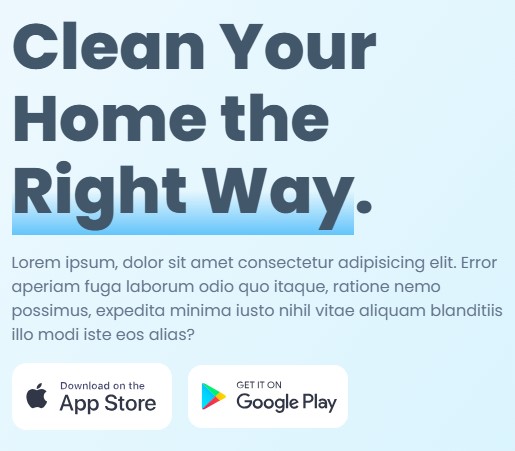 Clean Your
Home the
Right Way.
Lorem ipsum, dolor sit amet consectetur adipisicing elit. Error
aperiam fuga laborum odio quo itaque, ratione nemo
possimus, expedita minima iusto nihil vitae aliquam blanditiis
illo modi iste eos alias?
Download on the
App Store
GET IT ON
Google Play